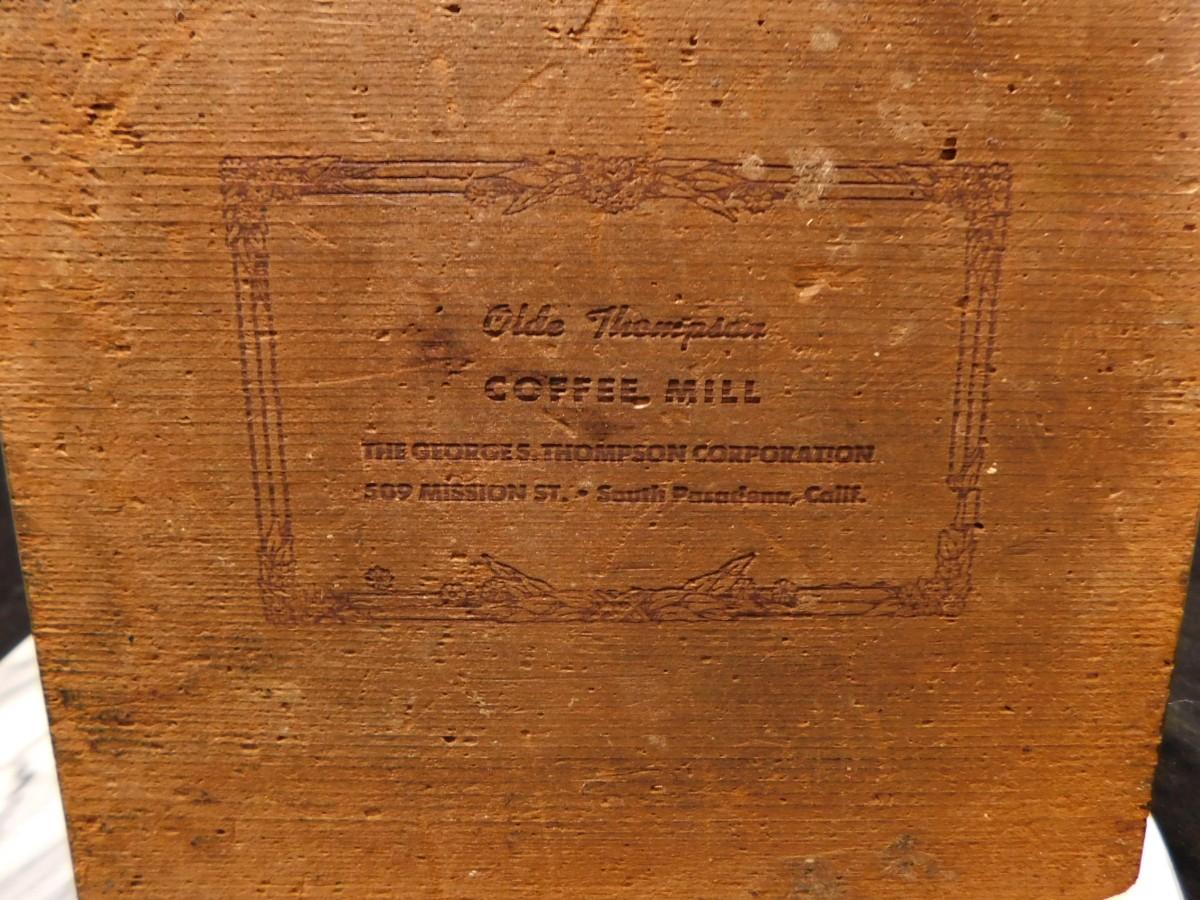 Olde Thompson
COFFEE MILL
THE GEORGE S. THOMPSON CORPORATION
509 MISSION ST. • South Pasadena, Calif.